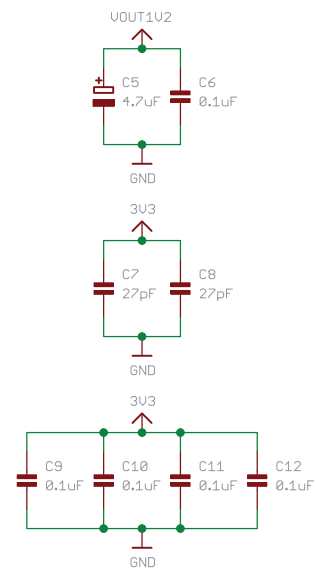 VOUT1V2
+
C5
4.7uF
C6
0.1uF
GND
3V3
C7
27pF
C8
27pF
GND
3V3
C9
0.1uF
C10
0.1uF
C11
0.1uF
C12
0.1uF
GND